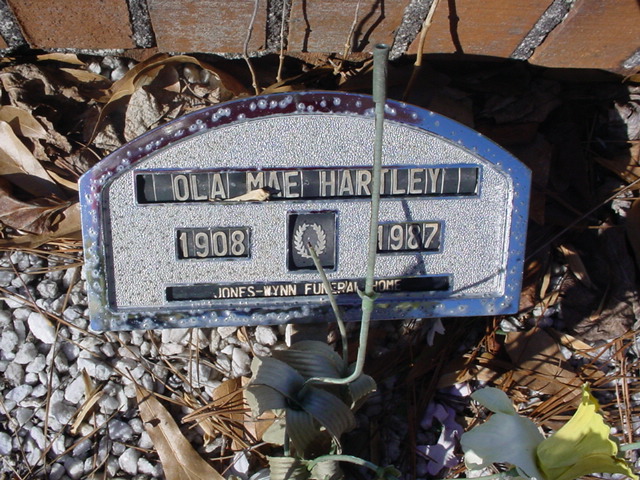 OLA MAE HARTLEY
1908 1987
JONES-WYNN FUNERAL HOME